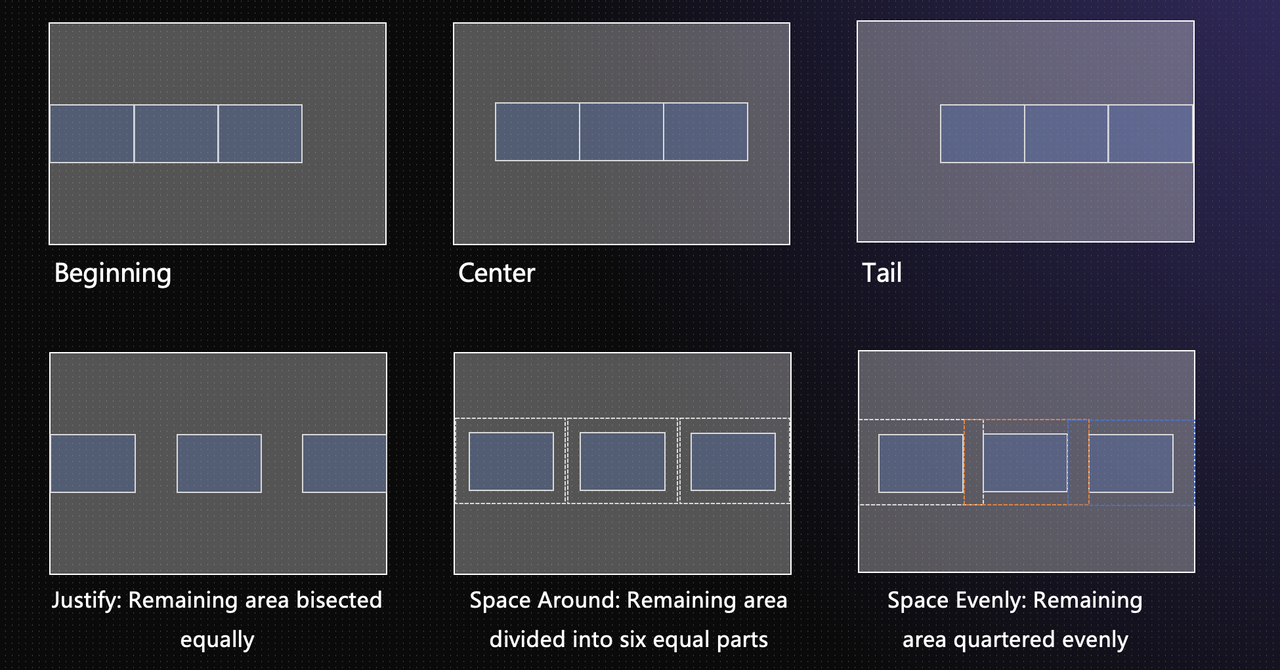 Beginning
Center
Tail
Justify: Remaining area bisected
equally
Space Around: Remaining area
divided into six equal parts
Space Evenly: Remaining
area quartered evenly